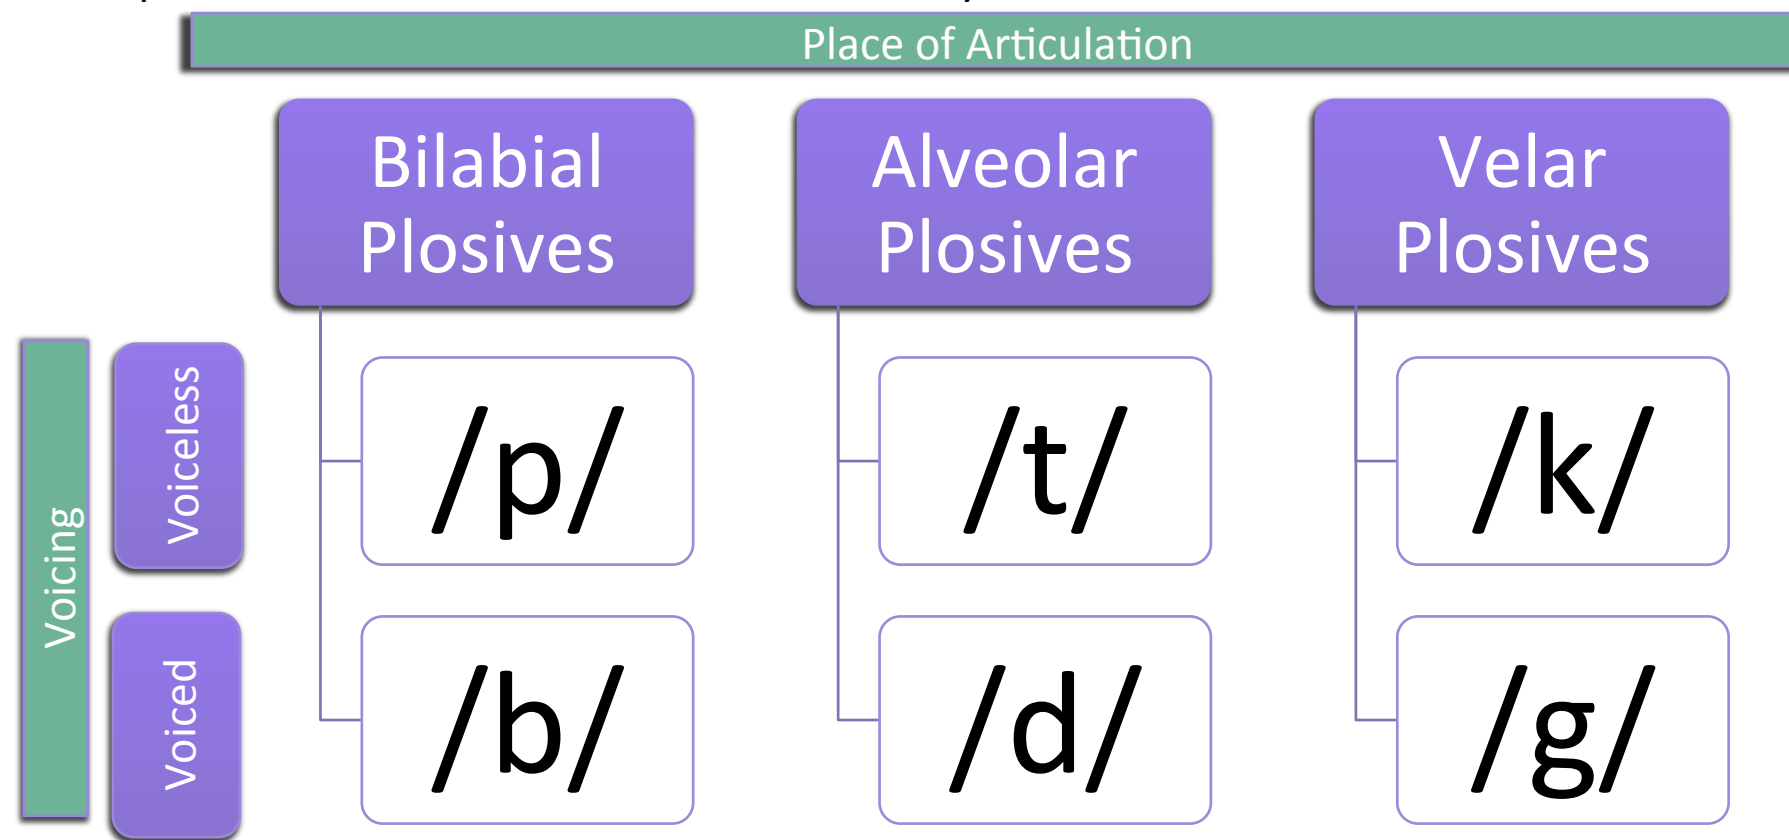 Place of Articulation
Bilabial
Plosives
Alveolar
Plosives
Velar
Plosives
Voicing
Voiceless
/p/
/t/
/k/
Voiced
/b/
/d/
/g/